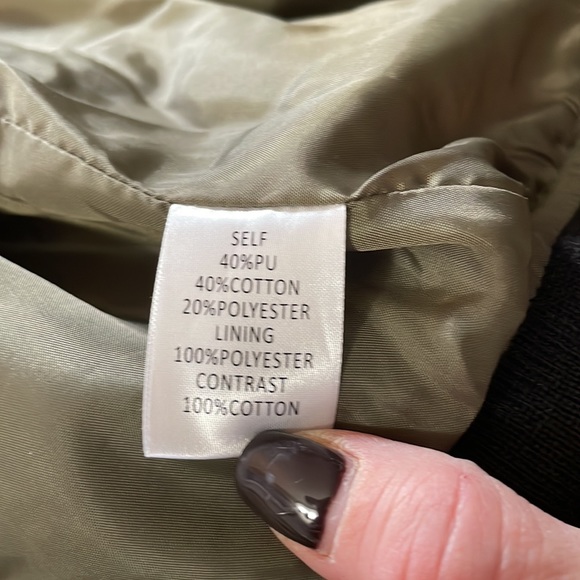 SELF
40%PU
40%COTTON
20%POLYESTER
LINING
100%POLYESTER
CONTRAST
100%COTTON